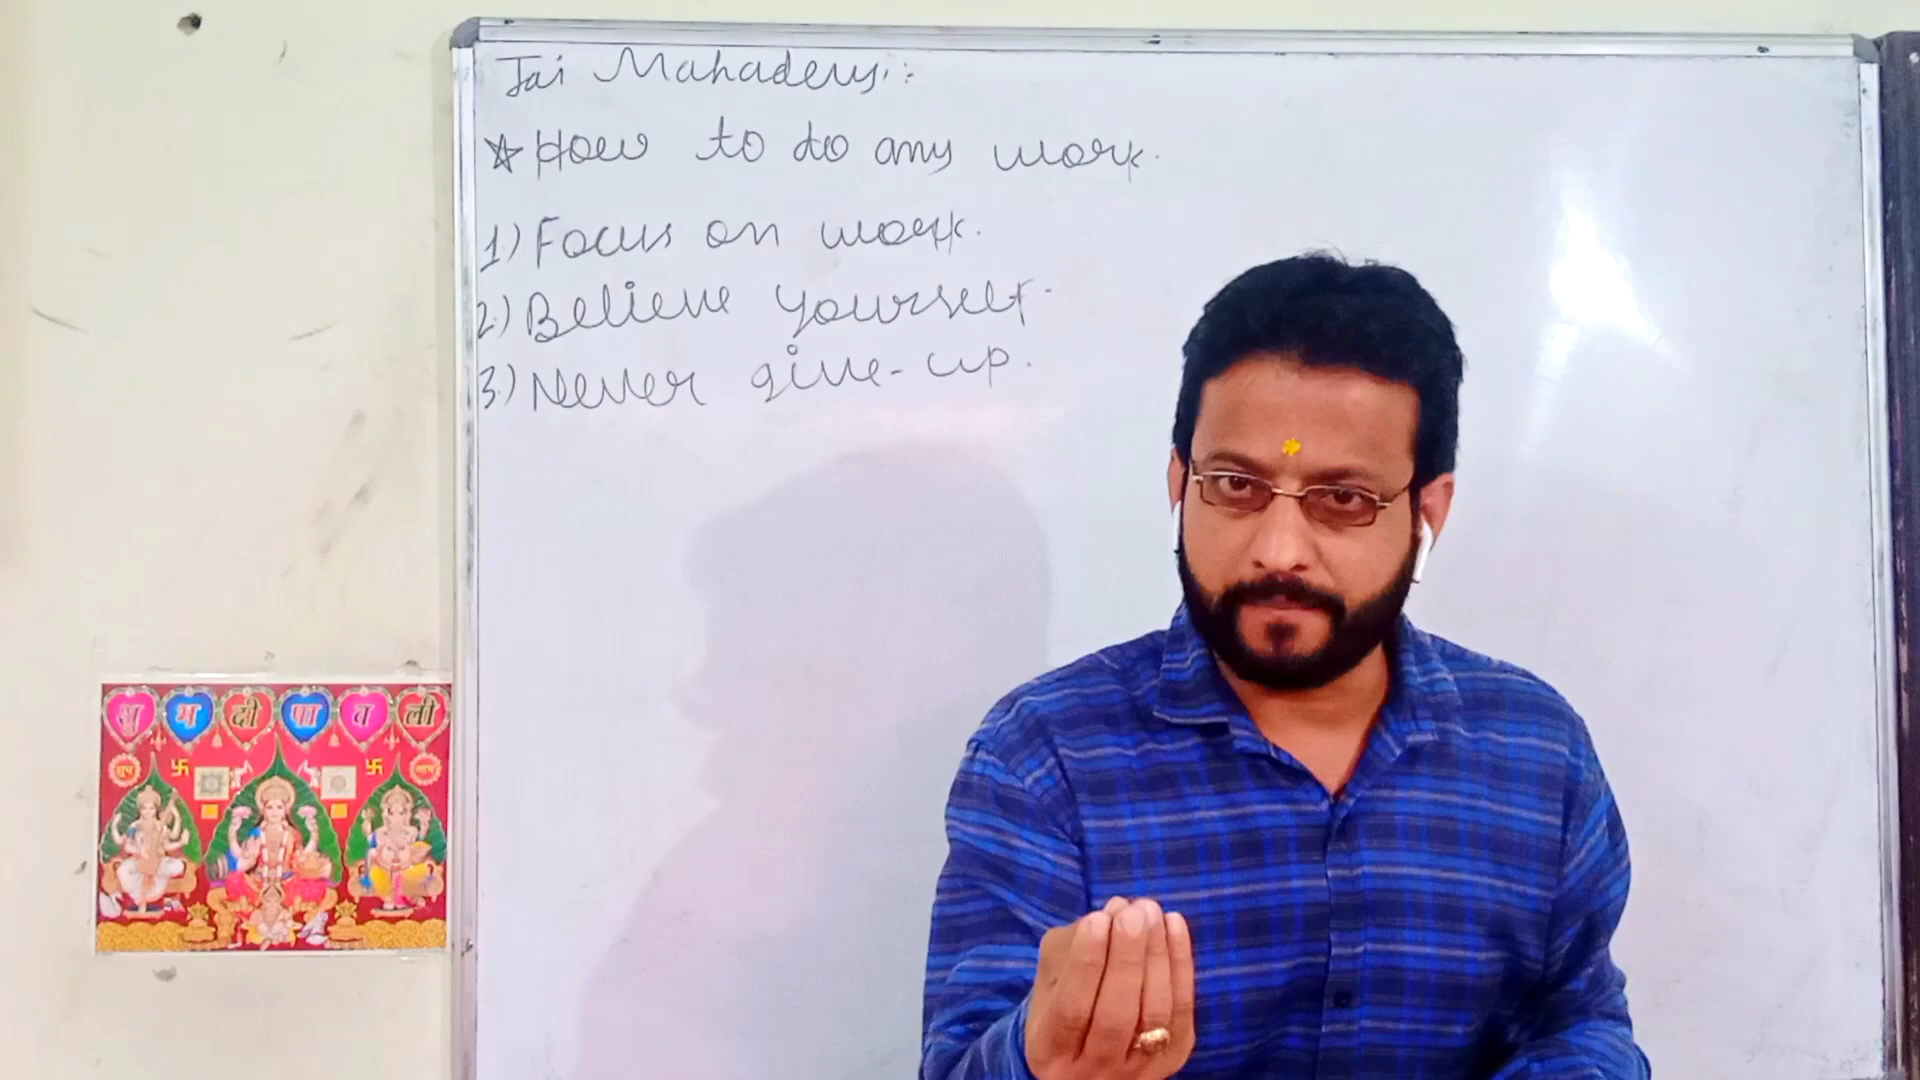 Jai Mahadev:
☆ How to do any work.
1.) Focus on work.
2.) Believe yourself.
3.) Never give-up.
शु भ दी पा व ली
शुभ लाभ